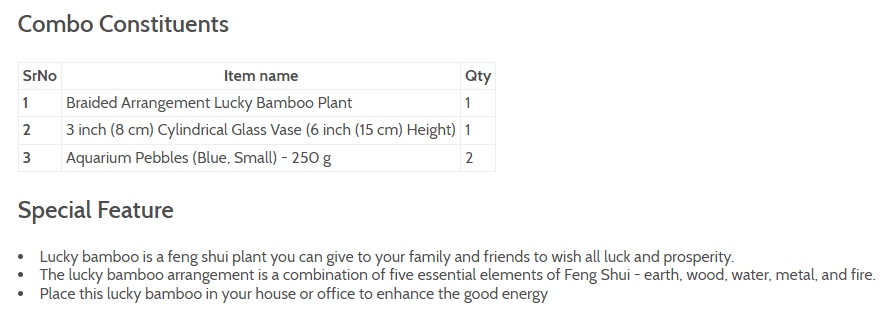 Combo Constituents
SrNo Item name Qty
1 Braided Arrangement Lucky Bamboo Plant 1
2 3 inch (8 cm) Cylindrical Glass Vase (6 inch (15 cm) Height) 1
3 Aquarium Pebbles (Blue, Small) - 250 g 2
Special Feature
• Lucky bamboo is a feng shui plant you can give to your family and friends to wish all luck and prosperity.
• The lucky bamboo arrangement is a combination of five essential elements of Feng Shui - earth, wood, water, metal, and fire.
• Place this lucky bamboo in your house or office to enhance the good energy